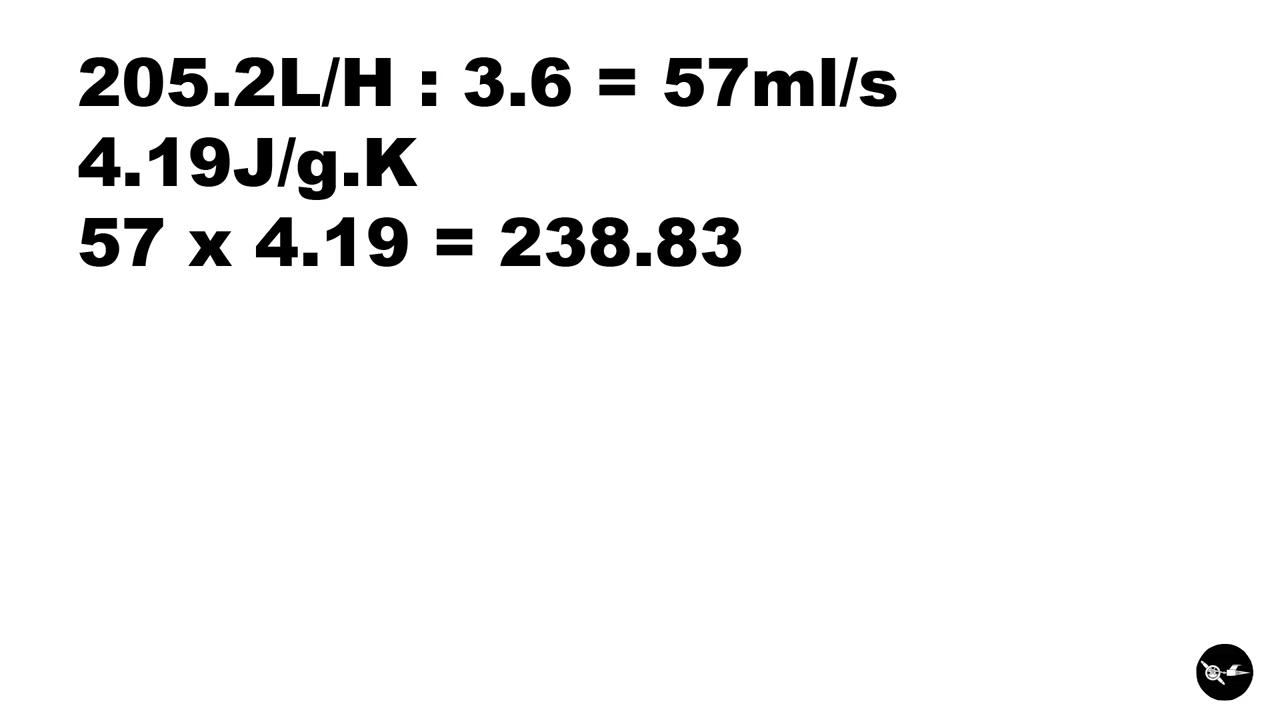 205.2L/H : 3.6 = 57ml/s
4.19J/g.K
57 x 4.19 = 238.83